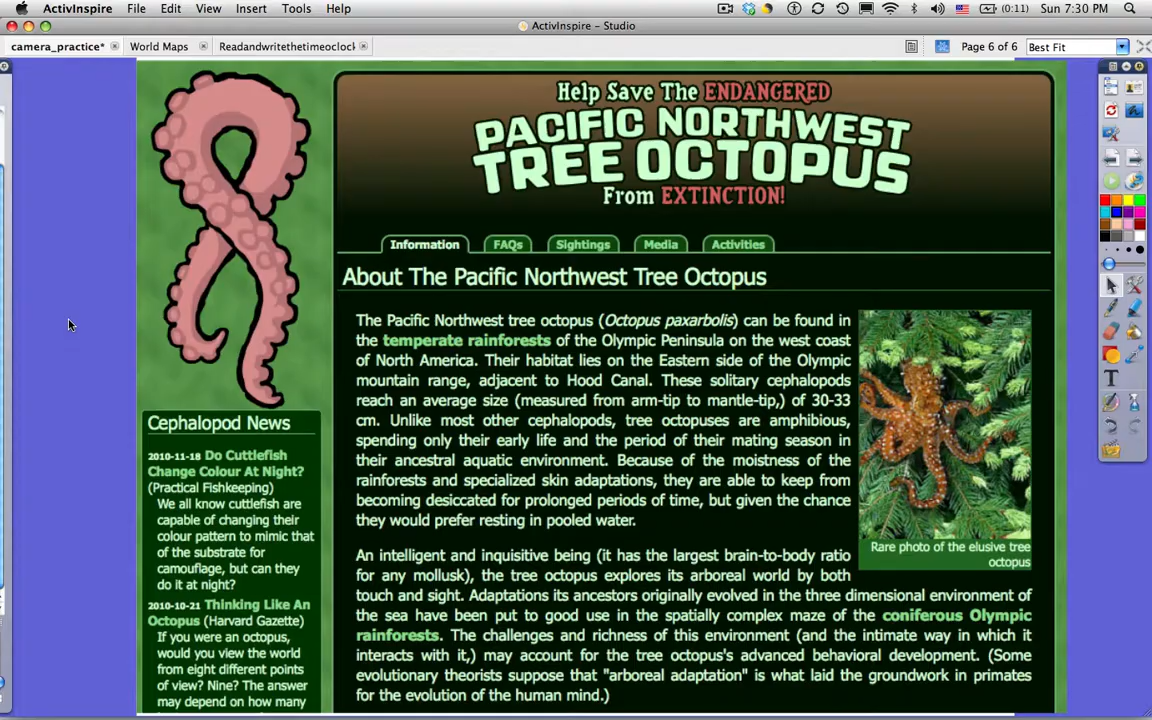 ActivInspire File Edit View Insert Tools Help (0:11) Sun 7:30 PM
ActivInspire - Studio
camera_practice* World Maps Readandwritethetimeoclock Page 6 of 6 Best Fit
Help Save The ENDANGERED
PACIFIC NORTHWEST
TREE OCTOPUS
From EXTINCTION!
Information FAQs Sightings Media Activities
About The Pacific Northwest Tree Octopus
The Pacific Northwest tree octopus (Octopus paxarbolis) can be found in
the temperate rainforests of the Olympic Peninsula on the west coast
of North America. Their habitat lies on the Eastern side of the Olympic
mountain range, adjacent to Hood Canal. These solitary cephalopods
reach an average size (measured from arm-tip to mantle-tip,) of 30-33
cm. Unlike most other cephalopods, tree octopuses are amphibious,
spending only their early life and the period of their mating season in
their ancestral aquatic environment. Because of the moistness of the
rainforests and specialized skin adaptations, they are able to keep from
becoming desiccated for prolonged periods of time, but given the chance
they would prefer resting in pooled water.
Rare photo of the elusive tree
octopus
An intelligent and inquisitive being (it has the largest brain-to-body ratio
for any mollusk), the tree octopus explores its arboreal world by both
touch and sight. Adaptations its ancestors originally evolved in the three dimensional environment of
the sea have been put to good use in the spatially complex maze of the coniferous Olympic
rainforests. The challenges and richness of this environment (and the intimate way in which it
interacts with it,) may account for the tree octopus's advanced behavioral development. (Some
evolutionary theorists suppose that "arboreal adaptation" is what laid the groundwork in primates
for the evolution of the human mind.)
Cephalopod News
2010-11-18 Do Cuttlefish
Change Colour At Night?
(Practical Fishkeeping)
We all know cuttlefish are
capable of changing their
colour pattern to mimic that
of the substrate for
camouflage, but can they
do it at night?
2010-10-21 Thinking Like An
Octopus (Harvard Gazette)
If you were an octopus,
would you view the world
from eight different points
of view? Nine? The answer
may depend on how many